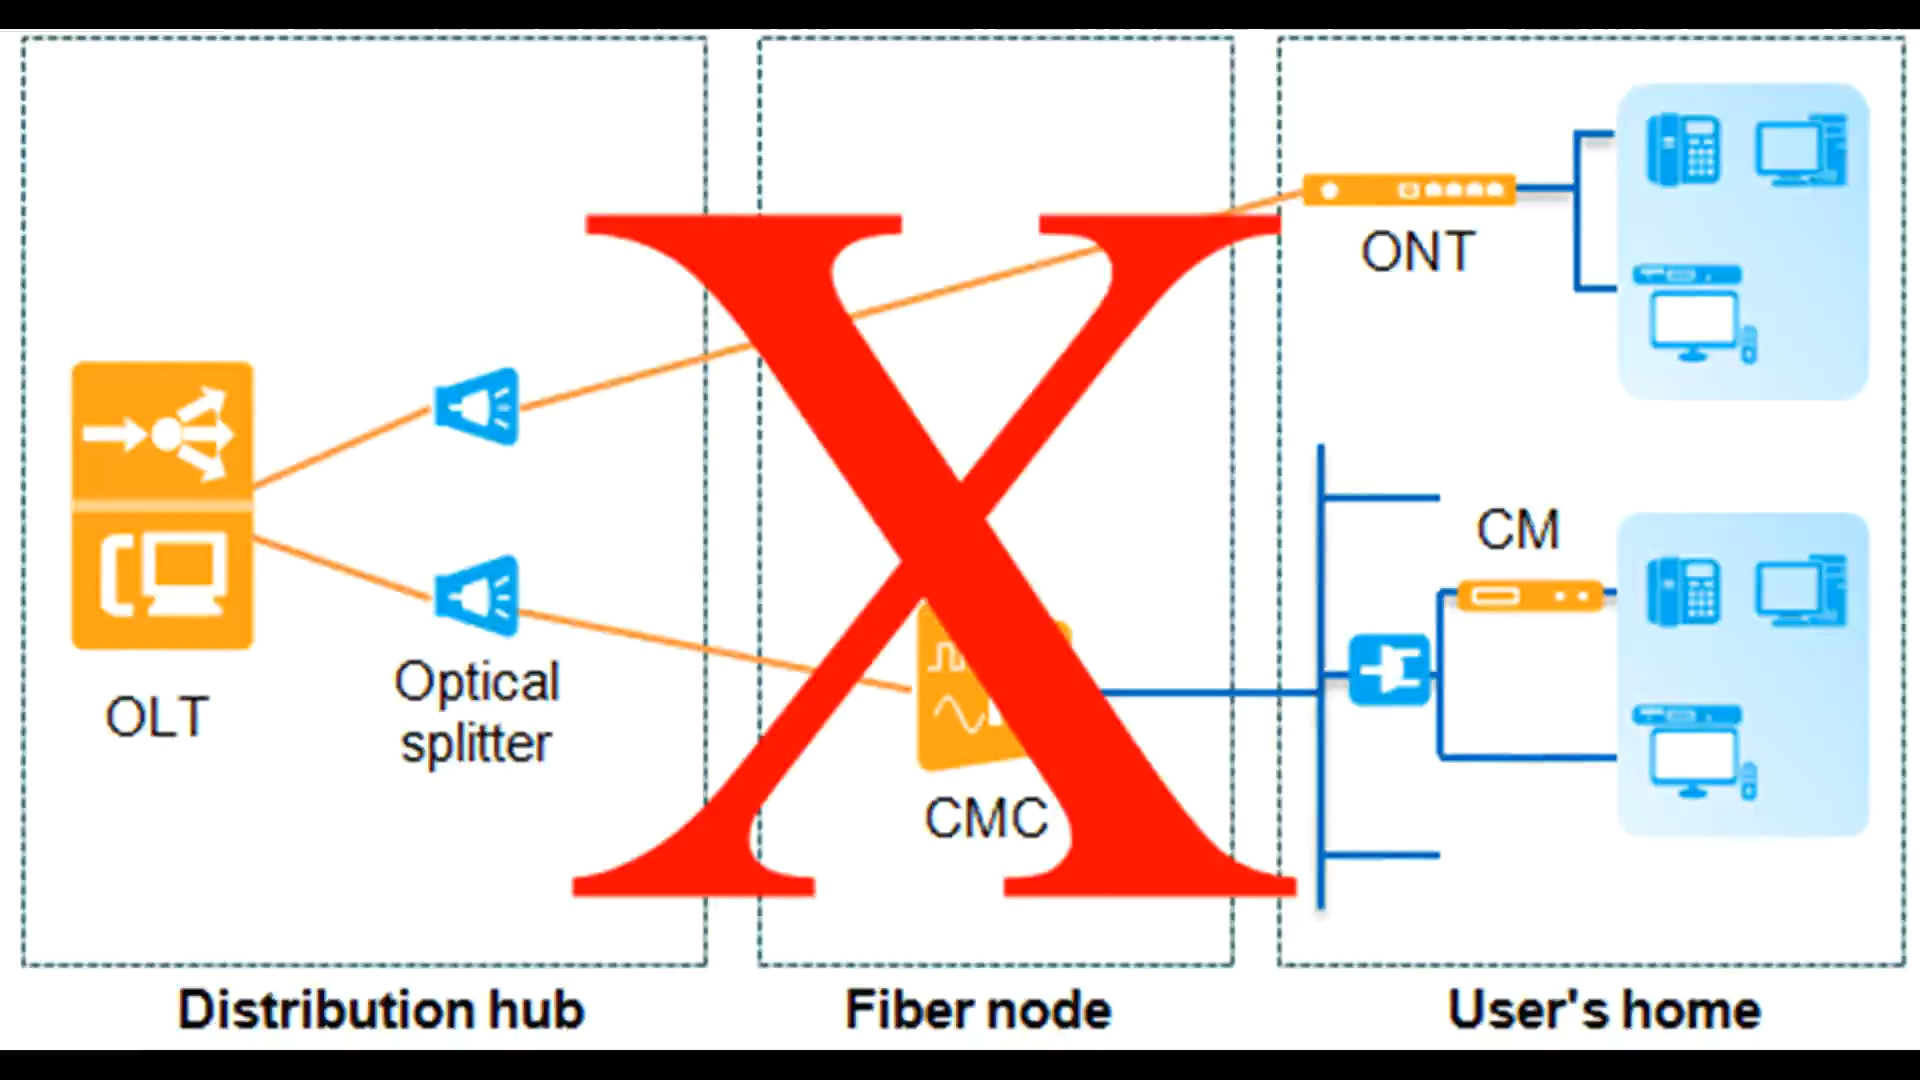 ONT
CM
OLT
Optical
splitter
CMC
X
Distribution hub
Fiber node
User's home